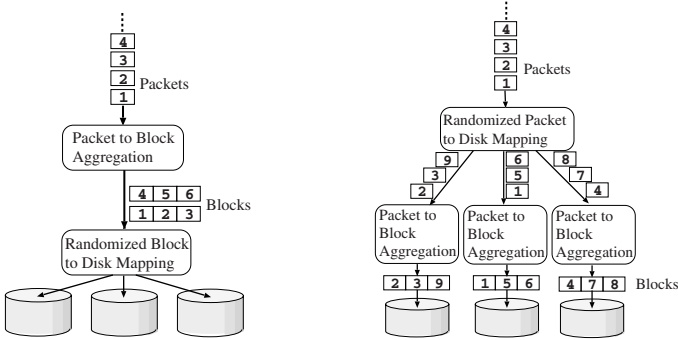 4
3
2
1
Packets
Packet to Block
Aggregation
4 5 6
1 2 3
Blocks
Randomized Block
to Disk Mapping
4
3
2
1
Packets
Randomized Packet
to Disk Mapping
9
3
2
6
5
1
8
7
4
Packet to
Block
Aggregation
Packet to
Block
Aggregation
Packet to
Block
Aggregation
2 3 9
1 5 6
4 7 8
Blocks